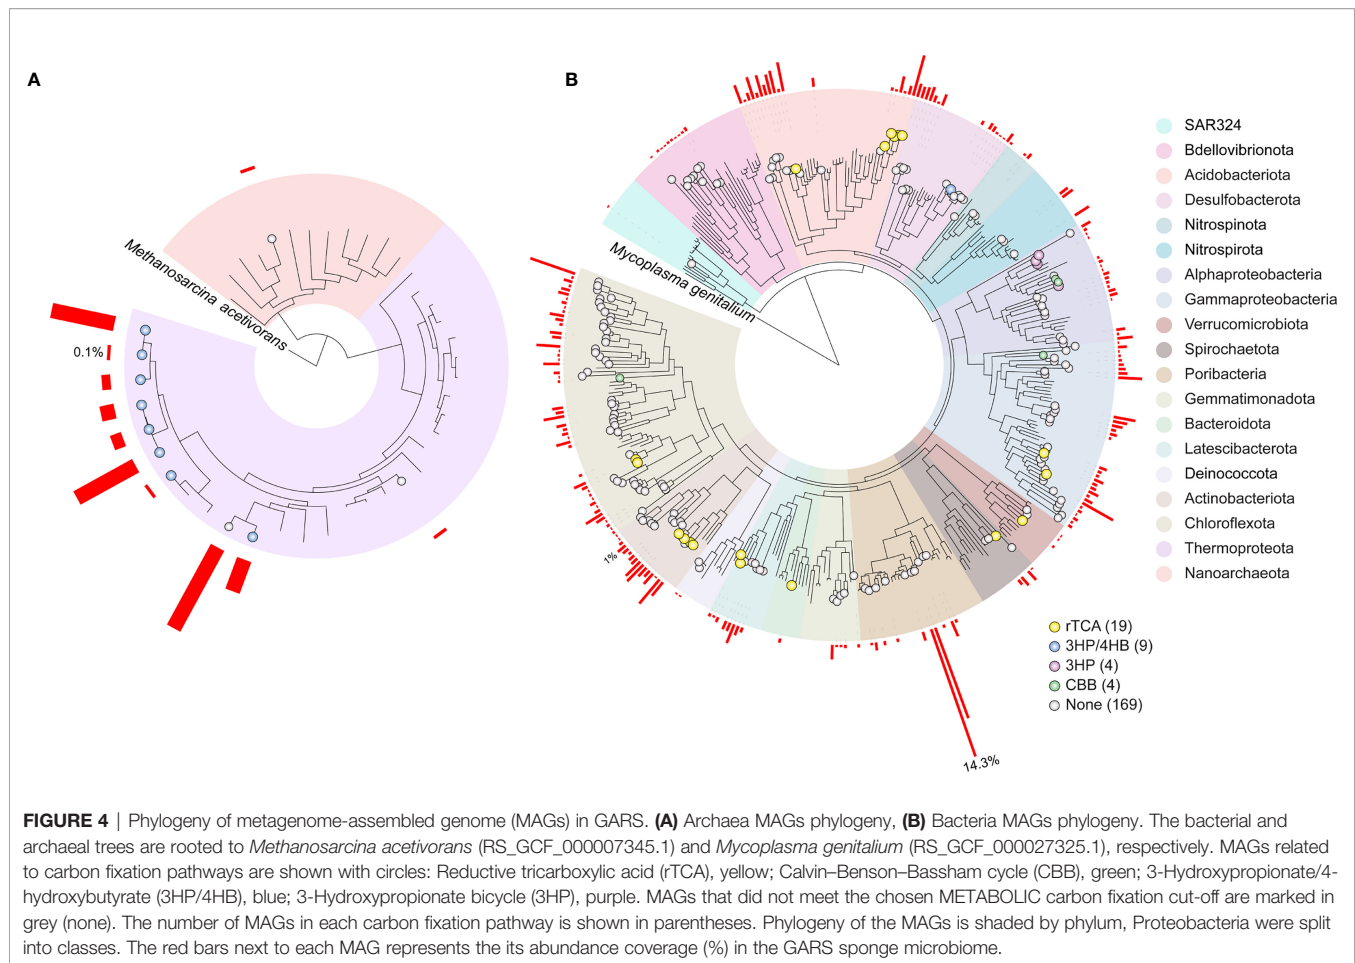 A
B
Methanosarcina acetivorans
0.1%
Mycoplasma genitalium
1%
14.3%
SAR324
Bdellovibrionota
Acidobacteriota
Desulfobacterota
Nitrospinota
Nitrospirota
Alphaproteobacteria
Gammaproteobacteria
Verrucomicrobiota
Spirochaetota
Poribacteria
Gemmatimonadota
Bacteroidota
Latescibacterota
Deinococcota
Actinobacteriota
Chloroflexota
Thermoproteota
Nanoarchaeota
rTCA (19)
3HP/4HB (9)
3HP (4)
CBB (4)
None (169)
FIGURE 4 | Phylogeny of metagenome-assembled genome (MAGs) in GARS. (A) Archaea MAGs phylogeny, (B) Bacteria MAGs phylogeny. The bacterial and
archaeal trees are rooted to Methanosarcina acetivorans (RS_GCF_000007345.1) and Mycoplasma genitalium (RS_GCF_000027325.1), respectively. MAGs related
to carbon fixation pathways are shown with circles: Reductive tricarboxylic acid (rTCA), yellow; Calvin–Benson–Bassham cycle (CBB), green; 3-Hydroxypropionate/4-
hydroxybutyrate (3HP/4HB), blue; 3-Hydroxypropionate bicycle (3HP), purple. MAGs that did not meet the chosen METABOLIC carbon fixation cut-off are marked in
grey (none). The number of MAGs in each carbon fixation pathway is shown in parentheses. Phylogeny of the MAGs is shaded by phylum, Proteobacteria were split
into classes. The red bars next to each MAG represents the its abundance coverage (%) in the GARS sponge microbiome.